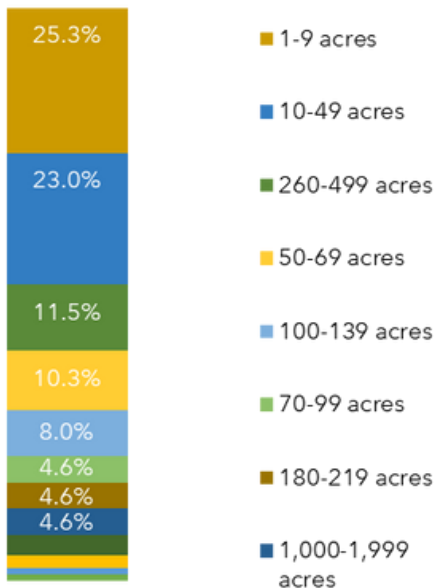 25.3%
1-9 acres
10-49 acres
23.0%
260-499 acres
50-69 acres
11.5%
100-139 acres
10.3%
70-99 acres
8.0%
4.6%
180-219 acres
4.6%
4.6%
1,000-1,999
acres